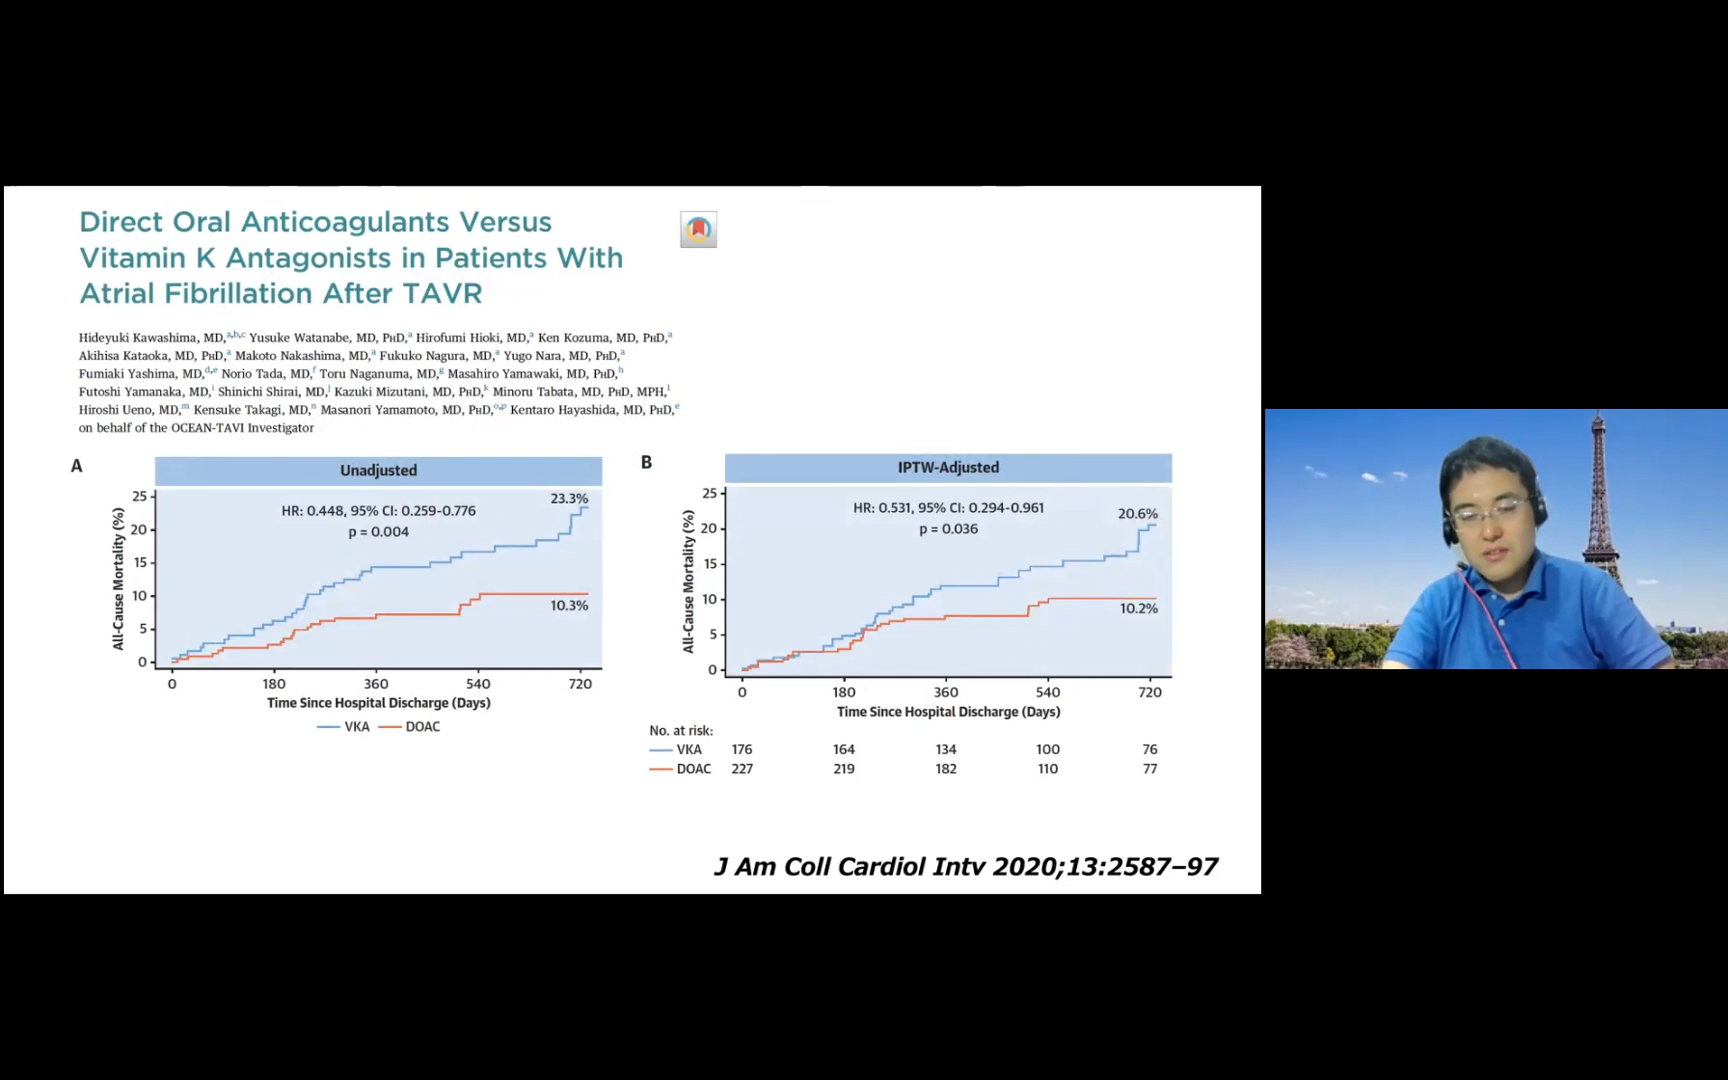 Direct Oral Anticoagulants Versus
Vitamin K Antagonists in Patients With
Atrial Fibrillation After TAVR
Hideyuki Kawashima, MD,a,b,c Yusuke Watanabe, MD, PhD,a Hirofumi Hioki, MD,a Ken Kozuma, MD, PhD,a
Akihisa Kataoka, MD, PhD,a Makoto Nakashima, MD,a Fukuko Nagura, MD,a Yugo Nara, MD, PhD,a
Fumiaki Yashima, MD,d,e Norio Tada, MD,f Toru Naganuma, MD,g Masahiro Yamawaki, MD, PhD,h
Futoshi Yamanaka, MD,i Shinichi Shirai, MD,j Kazuki Mizutani, MD, PhD,k Minoru Tabata, MD, PhD, MPH,l
Hiroshi Ueno, MD,m Kensuke Takagi, MD,n Masanori Yamamoto, MD, PhD,o,p Kentaro Hayashida, MD, PhD,e
on behalf of the OCEAN-TAVI Investigator
A
Unadjusted
HR: 0.448, 95% CI: 0.259-0.776
p = 0.004
23.3%
10.3%
All-Cause Mortality (%)
25
20
15
10
5
0
0 180 360 540 720
Time Since Hospital Discharge (Days)
VKA DOAC
B
IPTW-Adjusted
HR: 0.531, 95% CI: 0.294-0.961
p = 0.036
20.6%
10.2%
All-Cause Mortality (%)
25
20
15
10
5
0
0 180 360 540 720
Time Since Hospital Discharge (Days)
No. at risk:
VKA 176 164 134 100 76
DOAC 227 219 182 110 77
J Am Coll Cardiol Intv 2020;13:2587–97